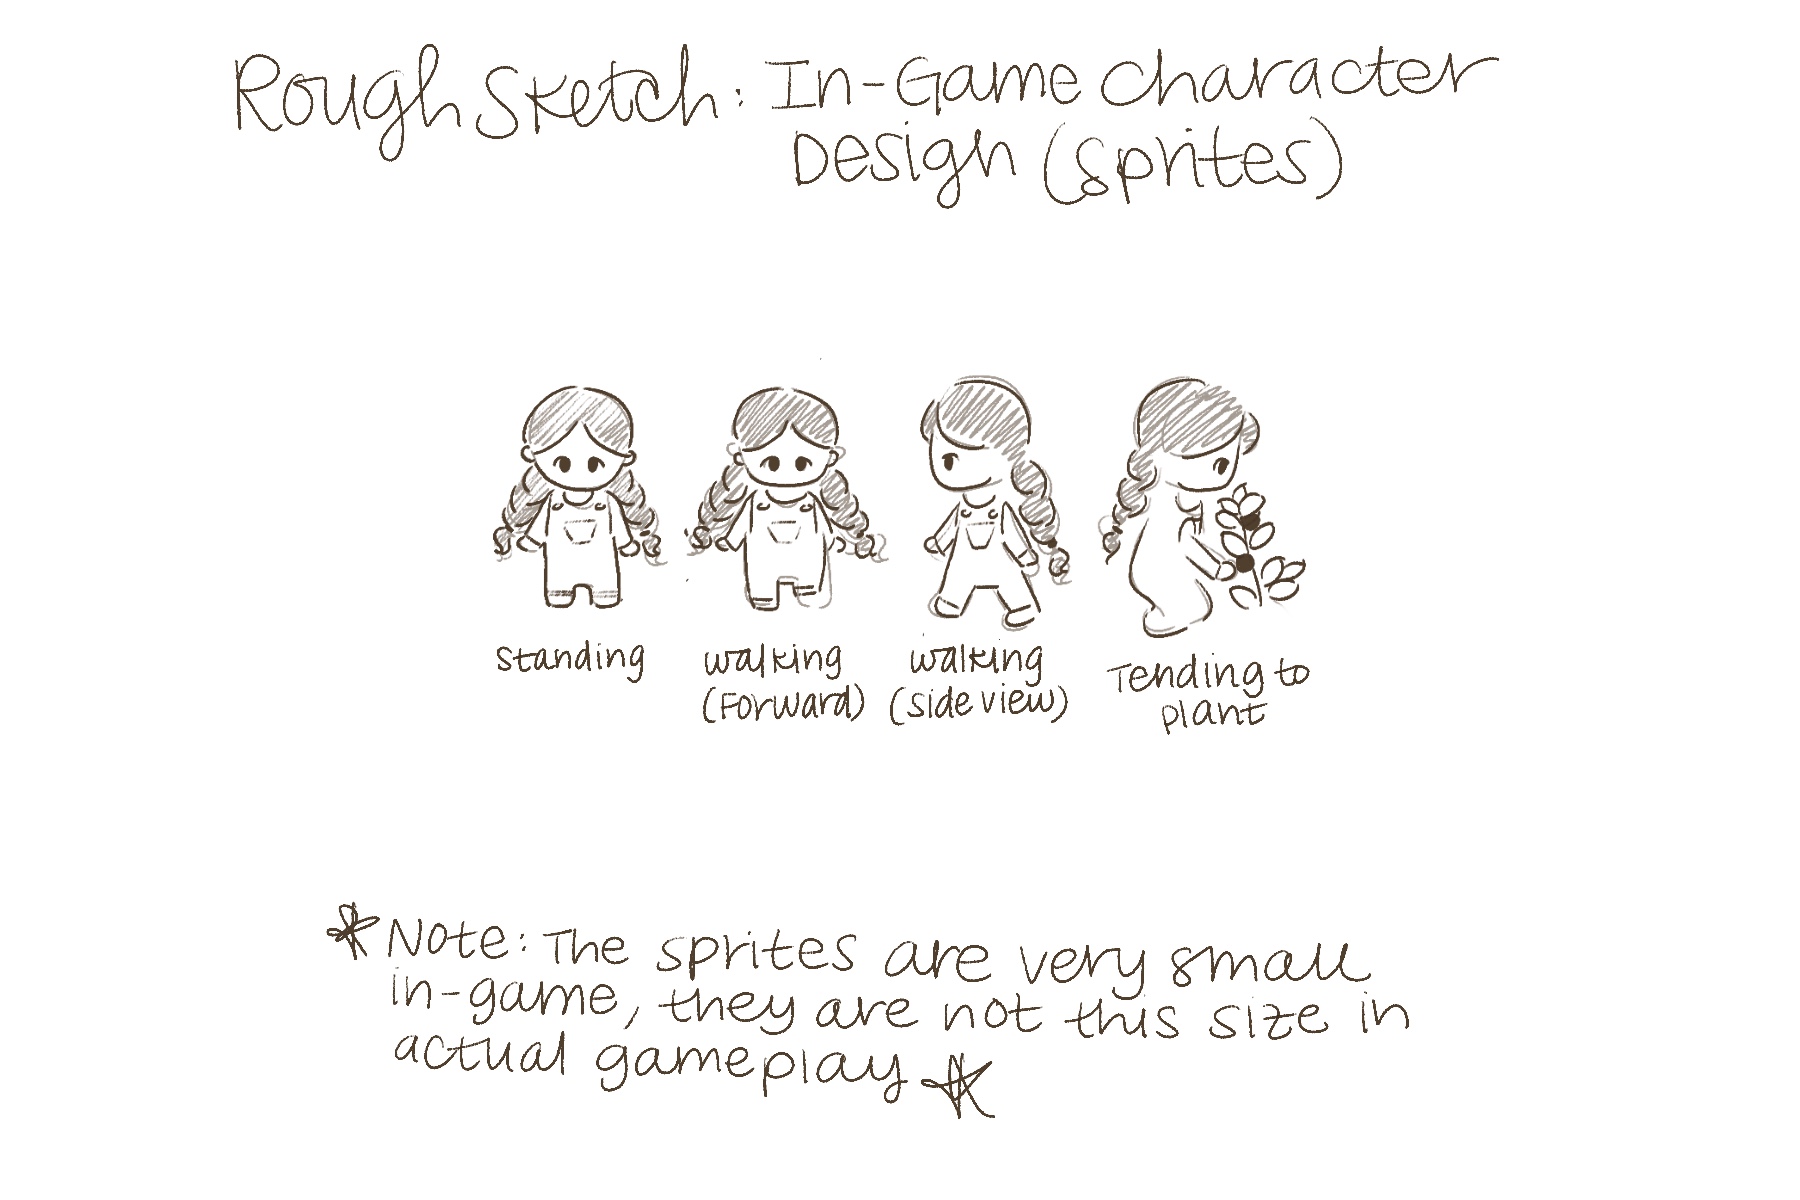 Rough Sketch: In-Game Character
Design (Sprites)
Standing
walking
(Forward)
walking
(side view)
Tending to
plant
*Note: The sprites are very small
in-game, they are not this size in
actual gameplay*